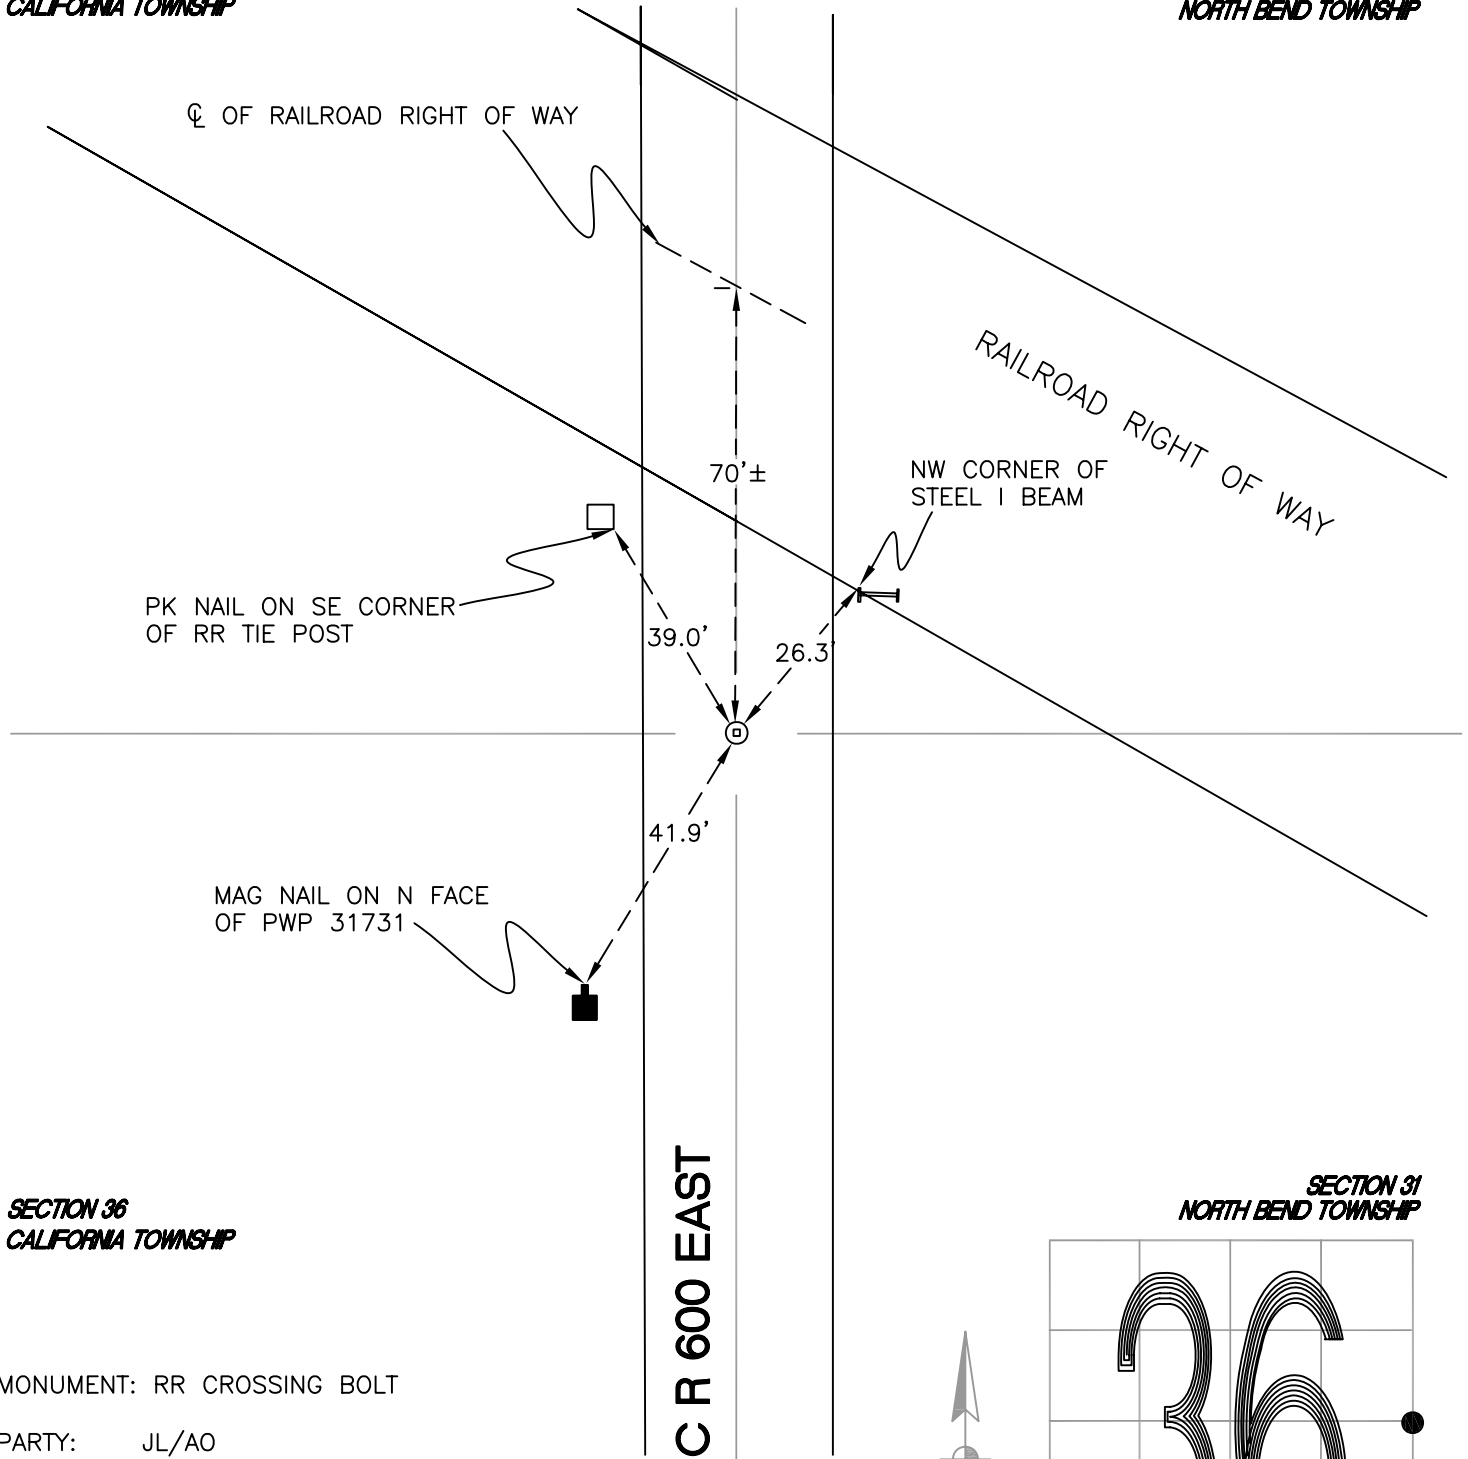 CALIFORNIA TOWNSHIP
NORTH BEND TOWNSHIP
℄ OF RAILROAD RIGHT OF WAY
RAILROAD RIGHT OF WAY
70'±
NW CORNER OF
STEEL I BEAM
PK NAIL ON SE CORNER
OF RR TIE POST
39.0'
26.3'
41.9'
MAG NAIL ON N FACE
OF PWP 31731
C R 600 EAST
SECTION 36
CALIFORNIA TOWNSHIP
SECTION 31
NORTH BEND TOWNSHIP
36
MONUMENT: RR CROSSING BOLT
PARTY: JL/AO